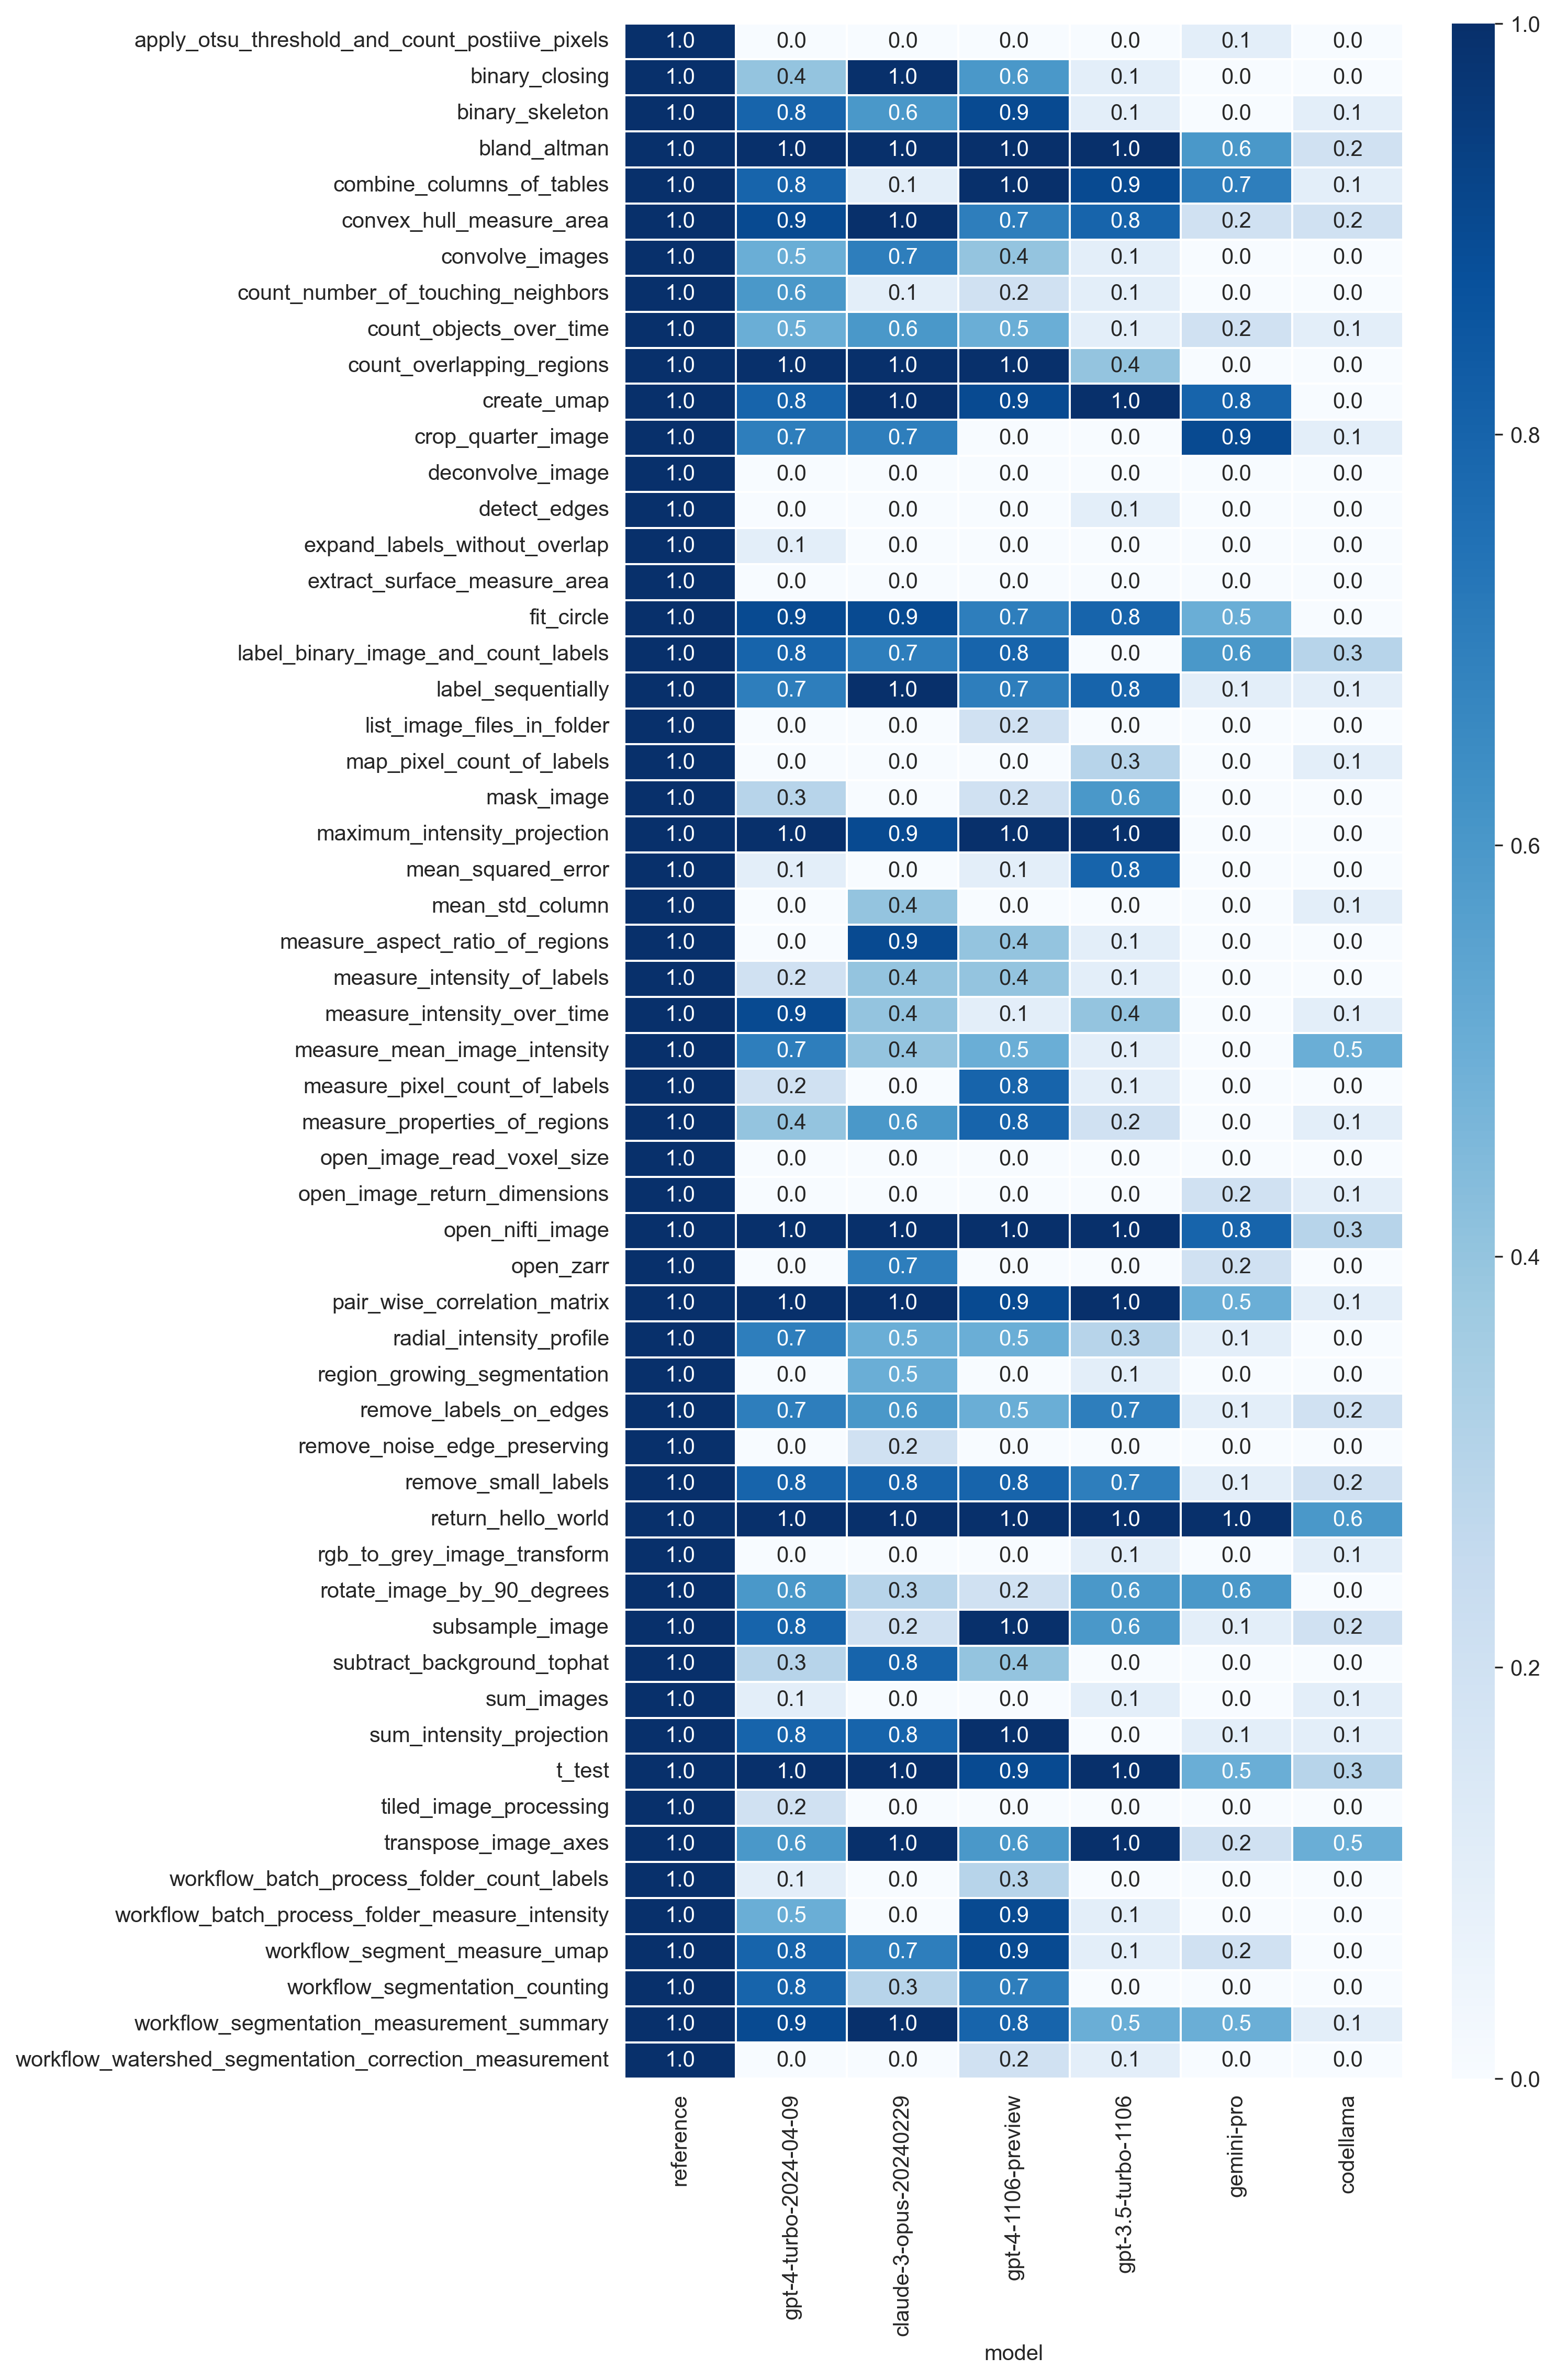 apply_otsu_threshold_and_count_postiive_pixels 1.0 0.0 0.0 0.0 0.0 0.1 0.0
binary_closing 1.0 0.4 1.0 0.6 0.1 0.0 0.0
binary_skeleton 1.0 0.8 0.6 0.9 0.1 0.0 0.1
bland_altman 1.0 1.0 1.0 1.0 1.0 0.6 0.2
combine_columns_of_tables 1.0 0.8 0.1 1.0 0.9 0.7 0.1
convex_hull_measure_area 1.0 0.9 1.0 0.7 0.8 0.2 0.2
convolve_images 1.0 0.5 0.7 0.4 0.1 0.0 0.0
count_number_of_touching_neighbors 1.0 0.6 0.1 0.2 0.1 0.0 0.0
count_objects_over_time 1.0 0.5 0.6 0.5 0.1 0.2 0.1
count_overlapping_regions 1.0 1.0 1.0 1.0 0.4 0.0 0.0
create_umap 1.0 0.8 1.0 0.9 1.0 0.8 0.0
crop_quarter_image 1.0 0.7 0.7 0.0 0.0 0.9 0.1
deconvolve_image 1.0 0.0 0.0 0.0 0.0 0.0 0.0
detect_edges 1.0 0.0 0.0 0.0 0.1 0.0 0.0
expand_labels_without_overlap 1.0 0.1 0.0 0.0 0.0 0.0 0.0
extract_surface_measure_area 1.0 0.0 0.0 0.0 0.0 0.0 0.0
fit_circle 1.0 0.9 0.9 0.7 0.8 0.5 0.0
label_binary_image_and_count_labels 1.0 0.8 0.7 0.8 0.0 0.6 0.3
label_sequentially 1.0 0.7 1.0 0.7 0.8 0.1 0.1
list_image_files_in_folder 1.0 0.0 0.0 0.2 0.0 0.0 0.0
map_pixel_count_of_labels 1.0 0.0 0.0 0.0 0.3 0.0 0.1
mask_image 1.0 0.3 0.0 0.2 0.6 0.0 0.0
maximum_intensity_projection 1.0 1.0 0.9 1.0 1.0 0.0 0.0
mean_squared_error 1.0 0.1 0.0 0.1 0.8 0.0 0.0
mean_std_column 1.0 0.0 0.4 0.0 0.0 0.0 0.1
measure_aspect_ratio_of_regions 1.0 0.0 0.9 0.4 0.1 0.0 0.0
measure_intensity_of_labels 1.0 0.2 0.4 0.4 0.1 0.0 0.0
measure_intensity_over_time 1.0 0.9 0.4 0.1 0.4 0.0 0.1
measure_mean_image_intensity 1.0 0.7 0.4 0.5 0.1 0.0 0.5
measure_pixel_count_of_labels 1.0 0.2 0.0 0.8 0.1 0.0 0.0
measure_properties_of_regions 1.0 0.4 0.6 0.8 0.2 0.0 0.1
open_image_read_voxel_size 1.0 0.0 0.0 0.0 0.0 0.0 0.0
open_image_return_dimensions 1.0 0.0 0.0 0.0 0.0 0.2 0.1
open_nifti_image 1.0 1.0 1.0 1.0 1.0 0.8 0.3
open_zarr 1.0 0.0 0.7 0.0 0.0 0.2 0.0
pair_wise_correlation_matrix 1.0 1.0 1.0 0.9 1.0 0.5 0.1
radial_intensity_profile 1.0 0.7 0.5 0.5 0.3 0.1 0.0
region_growing_segmentation 1.0 0.0 0.5 0.0 0.1 0.0 0.0
remove_labels_on_edges 1.0 0.7 0.6 0.5 0.7 0.1 0.2
remove_noise_edge_preserving 1.0 0.0 0.2 0.0 0.0 0.0 0.0
remove_small_labels 1.0 0.8 0.8 0.8 0.7 0.1 0.2
return_hello_world 1.0 1.0 1.0 1.0 1.0 1.0 0.6
rgb_to_grey_image_transform 1.0 0.0 0.0 0.0 0.1 0.0 0.1
rotate_image_by_90_degrees 1.0 0.6 0.3 0.2 0.6 0.6 0.0
subsample_image 1.0 0.8 0.2 1.0 0.6 0.1 0.2
subtract_background_tophat 1.0 0.3 0.8 0.4 0.0 0.0 0.0
sum_images 1.0 0.1 0.0 0.0 0.1 0.0 0.1
sum_intensity_projection 1.0 0.8 0.8 1.0 0.0 0.1 0.1
t_test 1.0 1.0 1.0 0.9 1.0 0.5 0.3
tiled_image_processing 1.0 0.2 0.0 0.0 0.0 0.0 0.0
transpose_image_axes 1.0 0.6 1.0 0.6 1.0 0.2 0.5
workflow_batch_process_folder_count_labels 1.0 0.1 0.0 0.3 0.0 0.0 0.0
workflow_batch_process_folder_measure_intensity 1.0 0.5 0.0 0.9 0.1 0.0 0.0
workflow_segment_measure_umap 1.0 0.8 0.7 0.9 0.1 0.2 0.0
workflow_segmentation_counting 1.0 0.8 0.3 0.7 0.0 0.0 0.0
workflow_segmentation_measurement_summary 1.0 0.9 1.0 0.8 0.5 0.5 0.1
workflow_watershed_segmentation_correction_measurement 1.0 0.0 0.0 0.2 0.1 0.0 0.0
reference
gpt-4-turbo-2024-04-09
claude-3-opus-20240229
gpt-4-1106-preview
gpt-3.5-turbo-1106
gemini-pro
codellama
model
1.0
0.8
0.6
0.4
0.2
0.0